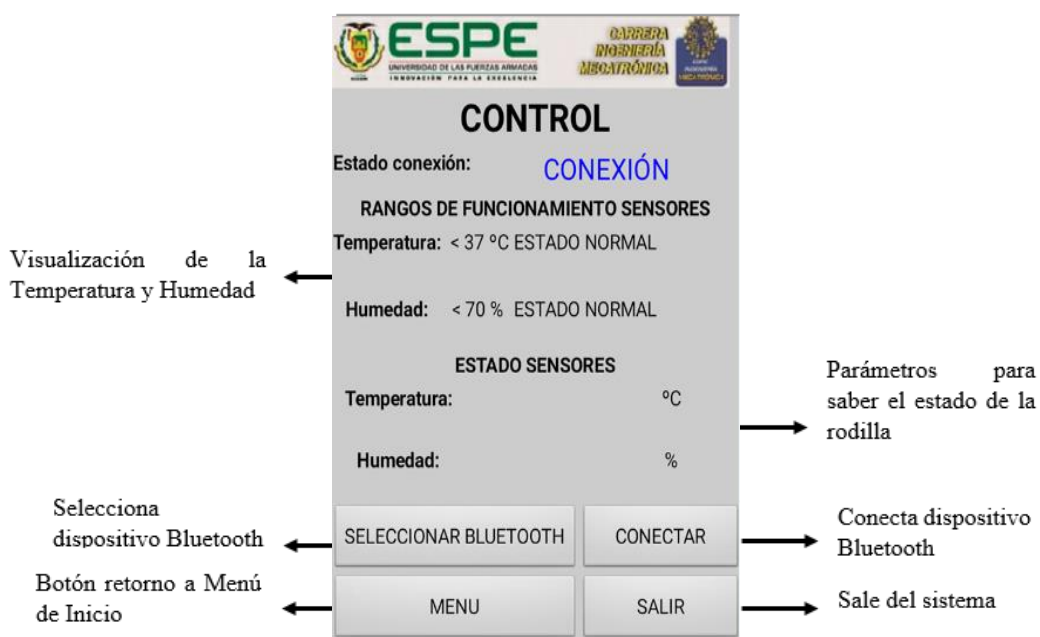 ESPE
UNIVERSIDAD DE LAS FUERZAS ARMADAS
INNOVACIÓN PARA LA EXCELENCIA
CARRERA
INGENIERÍA
MECATRÓNICA
CONTROL
Estado conexión: CONEXIÓN
RANGOS DE FUNCIONAMIENTO SENSORES
Temperatura: < 37 ºC ESTADO NORMAL
Visualización de la
Temperatura y Humedad
Humedad: < 70 % ESTADO NORMAL
ESTADO SENSORES
Temperatura: ºC
Parámetros para
saber el estado de la
rodilla
Humedad: %
Selecciona
dispositivo Bluetooth
SELECCIONAR BLUETOOTH
CONECTAR
Conecta dispositivo
Bluetooth
Botón retorno a Menú
de Inicio
MENU
SALIR
Sale del sistema